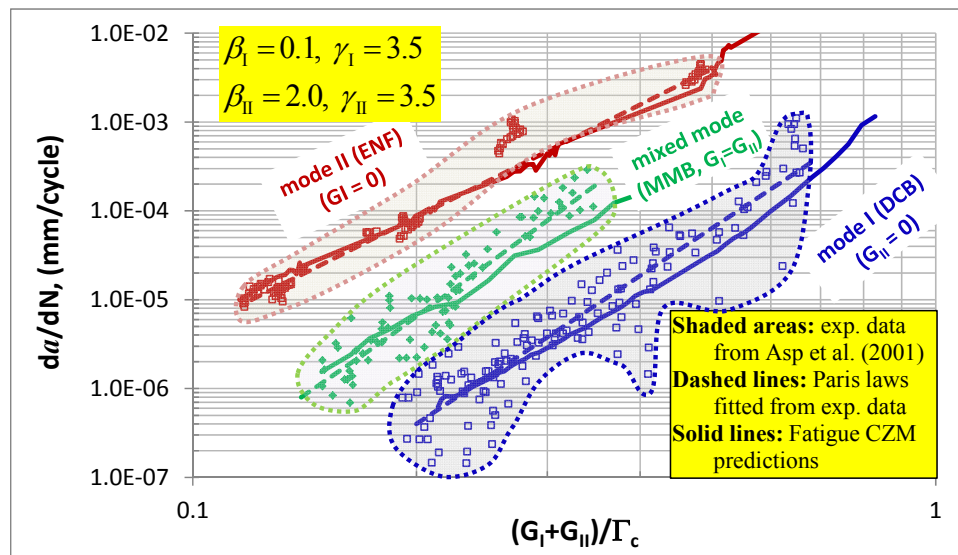 1.0E-02
1.0E-03
1.0E-04
1.0E-05
1.0E-06
1.0E-07
da/dN, (mm/cycle)
β_I = 0.1, γ_I = 3.5
β_II = 2.0, γ_II = 3.5
mode II (ENF)
(GI = 0)
mixed mode
(MMB, G_I=G_II)
mode I (DCB)
(G_II = 0)
Shaded areas: exp. data
from Asp et al. (2001)
Dashed lines: Paris laws
fitted from exp. data
Solid lines: Fatigue CZM
predictions
0.1
1
(G_I+G_II)/Γ_c